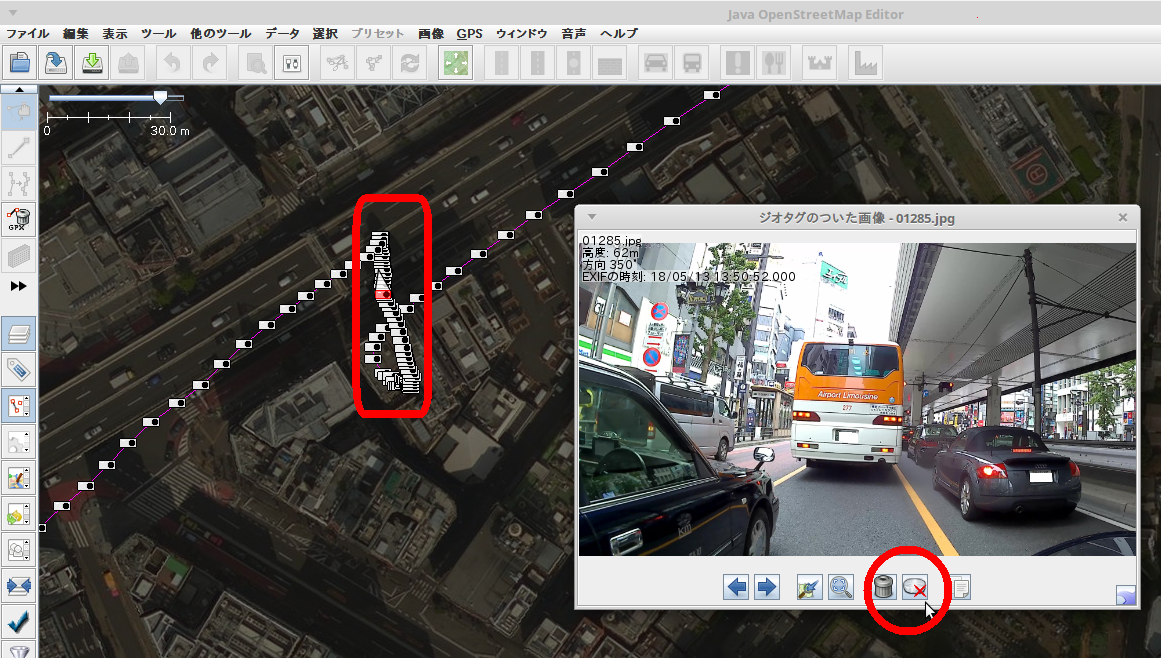 Java OpenStreetMap Editor
ファイル 編集 表示 ツール 他のツール データ 選択 プリセット 画像 GPS ウィンドウ 音声 ヘルプ
0 30.0 m
GPX
ジオタグのついた画像 - 01285.jpg
01285.jpg
高度: 62m
方向 350°
EXIFの時刻: 18/05/13 13:50:52.000
Airport Limousine
277